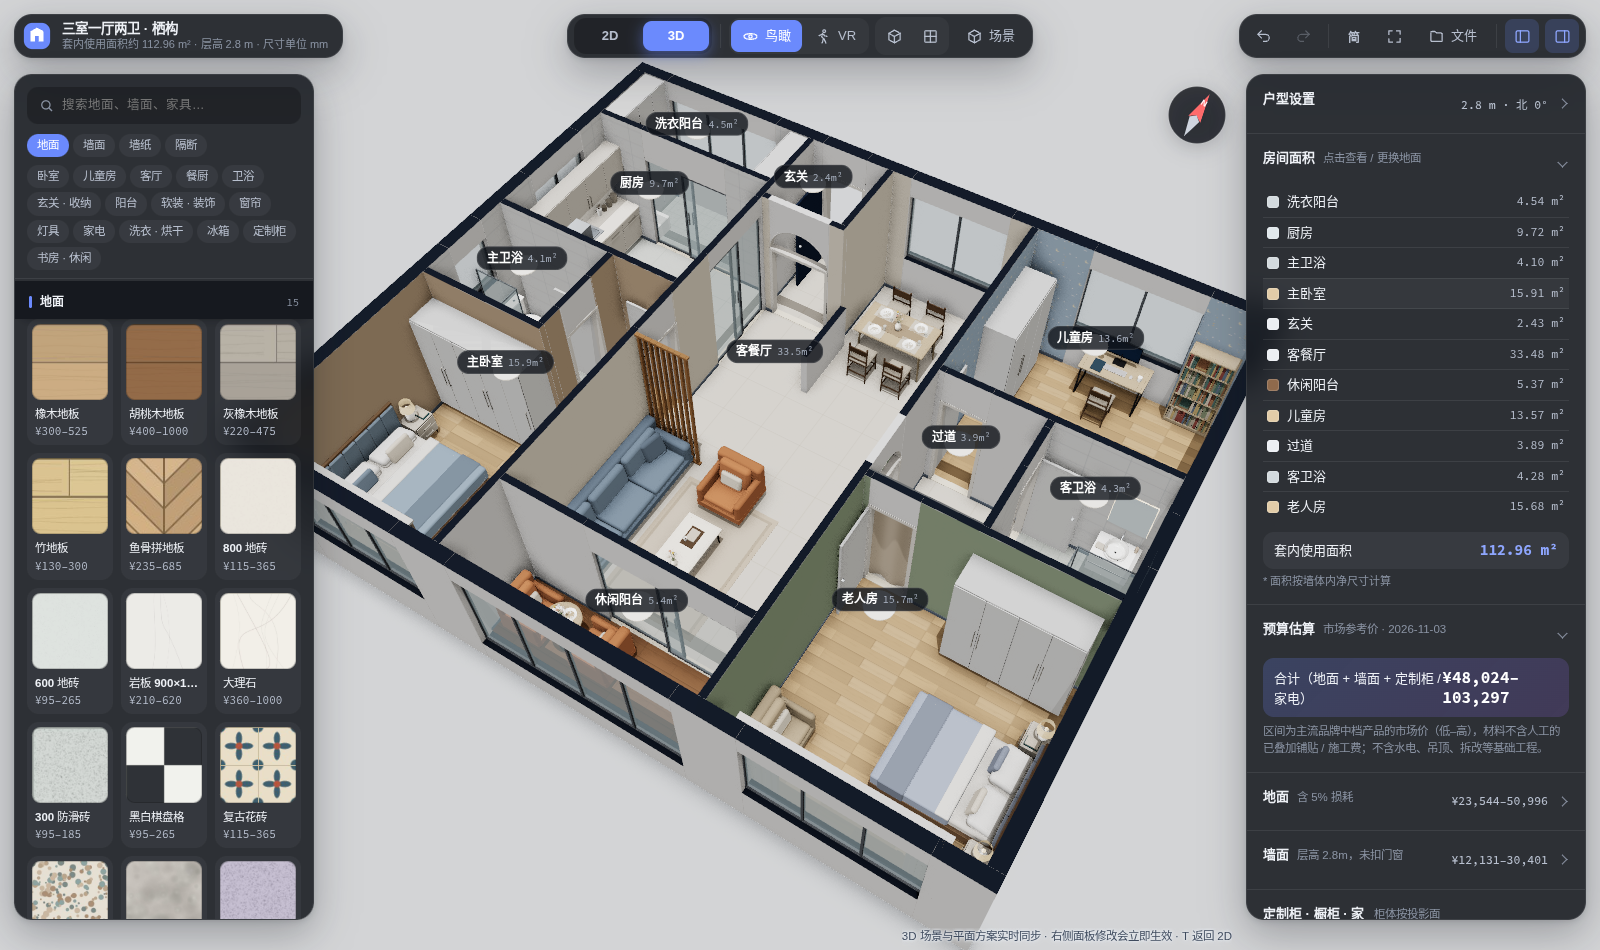 三室一厅两卫 · 栖构
套内使用面积约 112.96 m² · 层高 2.8 m · 尺寸单位 mm
2D
3D
鸟瞰
VR
场景
简
文件
搜索地面、墙面、家具…
地面
墙面
墙纸
隔断
卧室
儿童房
客厅
餐厨
卫浴
玄关 · 收纳
阳台
软装 · 装饰
窗帘
灯具
家电
洗衣 · 烘干
冰箱
定制柜
书房 · 休闲
地面
15
橡木地板
¥300–525
胡桃木地板
¥400–1000
灰橡木地板
¥220–475
竹地板
¥130–300
鱼骨拼地板
¥235–685
800 地砖
¥115–365
600 地砖
¥95–265
岩板 900×1...
¥210–620
大理石
¥360–1000
300 防滑砖
¥95–185
黑白棋盘格
¥95–265
复古花砖
¥115–365
洗衣阳台 4.5m²
厨房 9.7m²
玄关 2.4m²
主卫浴 4.1m²
主卧室 15.9m²
客餐厅 33.5m²
儿童房 13.6m²
过道 3.9m²
客卫浴 4.3m²
休闲阳台 5.4m²
老人房 15.7m²
户型设置
2.8 m · 北 0°
房间面积 点击查看 / 更换地面
洗衣阳台 4.54 m²
厨房 9.72 m²
主卫浴 4.10 m²
主卧室 15.91 m²
玄关 2.43 m²
客餐厅 33.48 m²
休闲阳台 5.37 m²
儿童房 13.57 m²
过道 3.89 m²
客卫浴 4.28 m²
老人房 15.68 m²
套内使用面积 112.96 m²
* 面积按墙体内净尺寸计算
预算估算 市场参考价 · 2026-11-03
合计（地面 + 墙面 + 定制柜 / 家电）
¥48,024–103,297
区间为主流品牌中档产品的市场价（低–高），材料不含人工的
已叠加铺贴 / 施工费；不含水电、吊顶、拆改等基础工程。
地面 含 5% 损耗 ¥23,544–50,996
墙面 层高 2.8m，未扣门窗 ¥12,131–30,401
定制柜 · 橱柜 · 家 柜体按投影面
3D 场景与平面方案实时同步 · 右侧面板修改会立即生效 · T 返回 2D